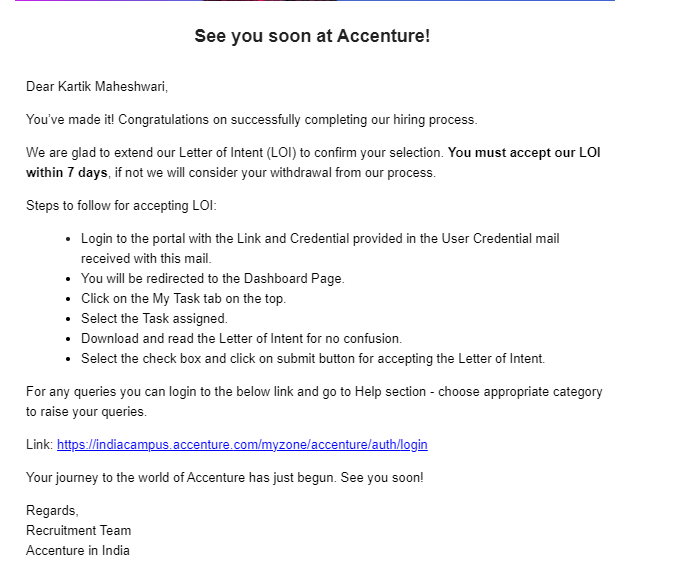 See you soon at Accenture!
Dear Kartik Maheshwari,
You've made it! Congratulations on successfully completing our hiring process.
We are glad to extend our Letter of Intent (LOI) to confirm your selection. You must accept our LOI
within 7 days, if not we will consider your withdrawal from our process.
Steps to follow for accepting LOI:
• Login to the portal with the Link and Credential provided in the User Credential mail
received with this mail.
• You will be redirected to the Dashboard Page.
• Click on the My Task tab on the top.
• Select the Task assigned.
• Download and read the Letter of Intent for no confusion.
• Select the check box and click on submit button for accepting the Letter of Intent.
For any queries you can login to the below link and go to Help section - choose appropriate category
to raise your queries.
Link: https://indiacampus.accenture.com/myzone/accenture/auth/login
Your journey to the world of Accenture has just begun. See you soon!
Regards,
Recruitment Team
Accenture in India